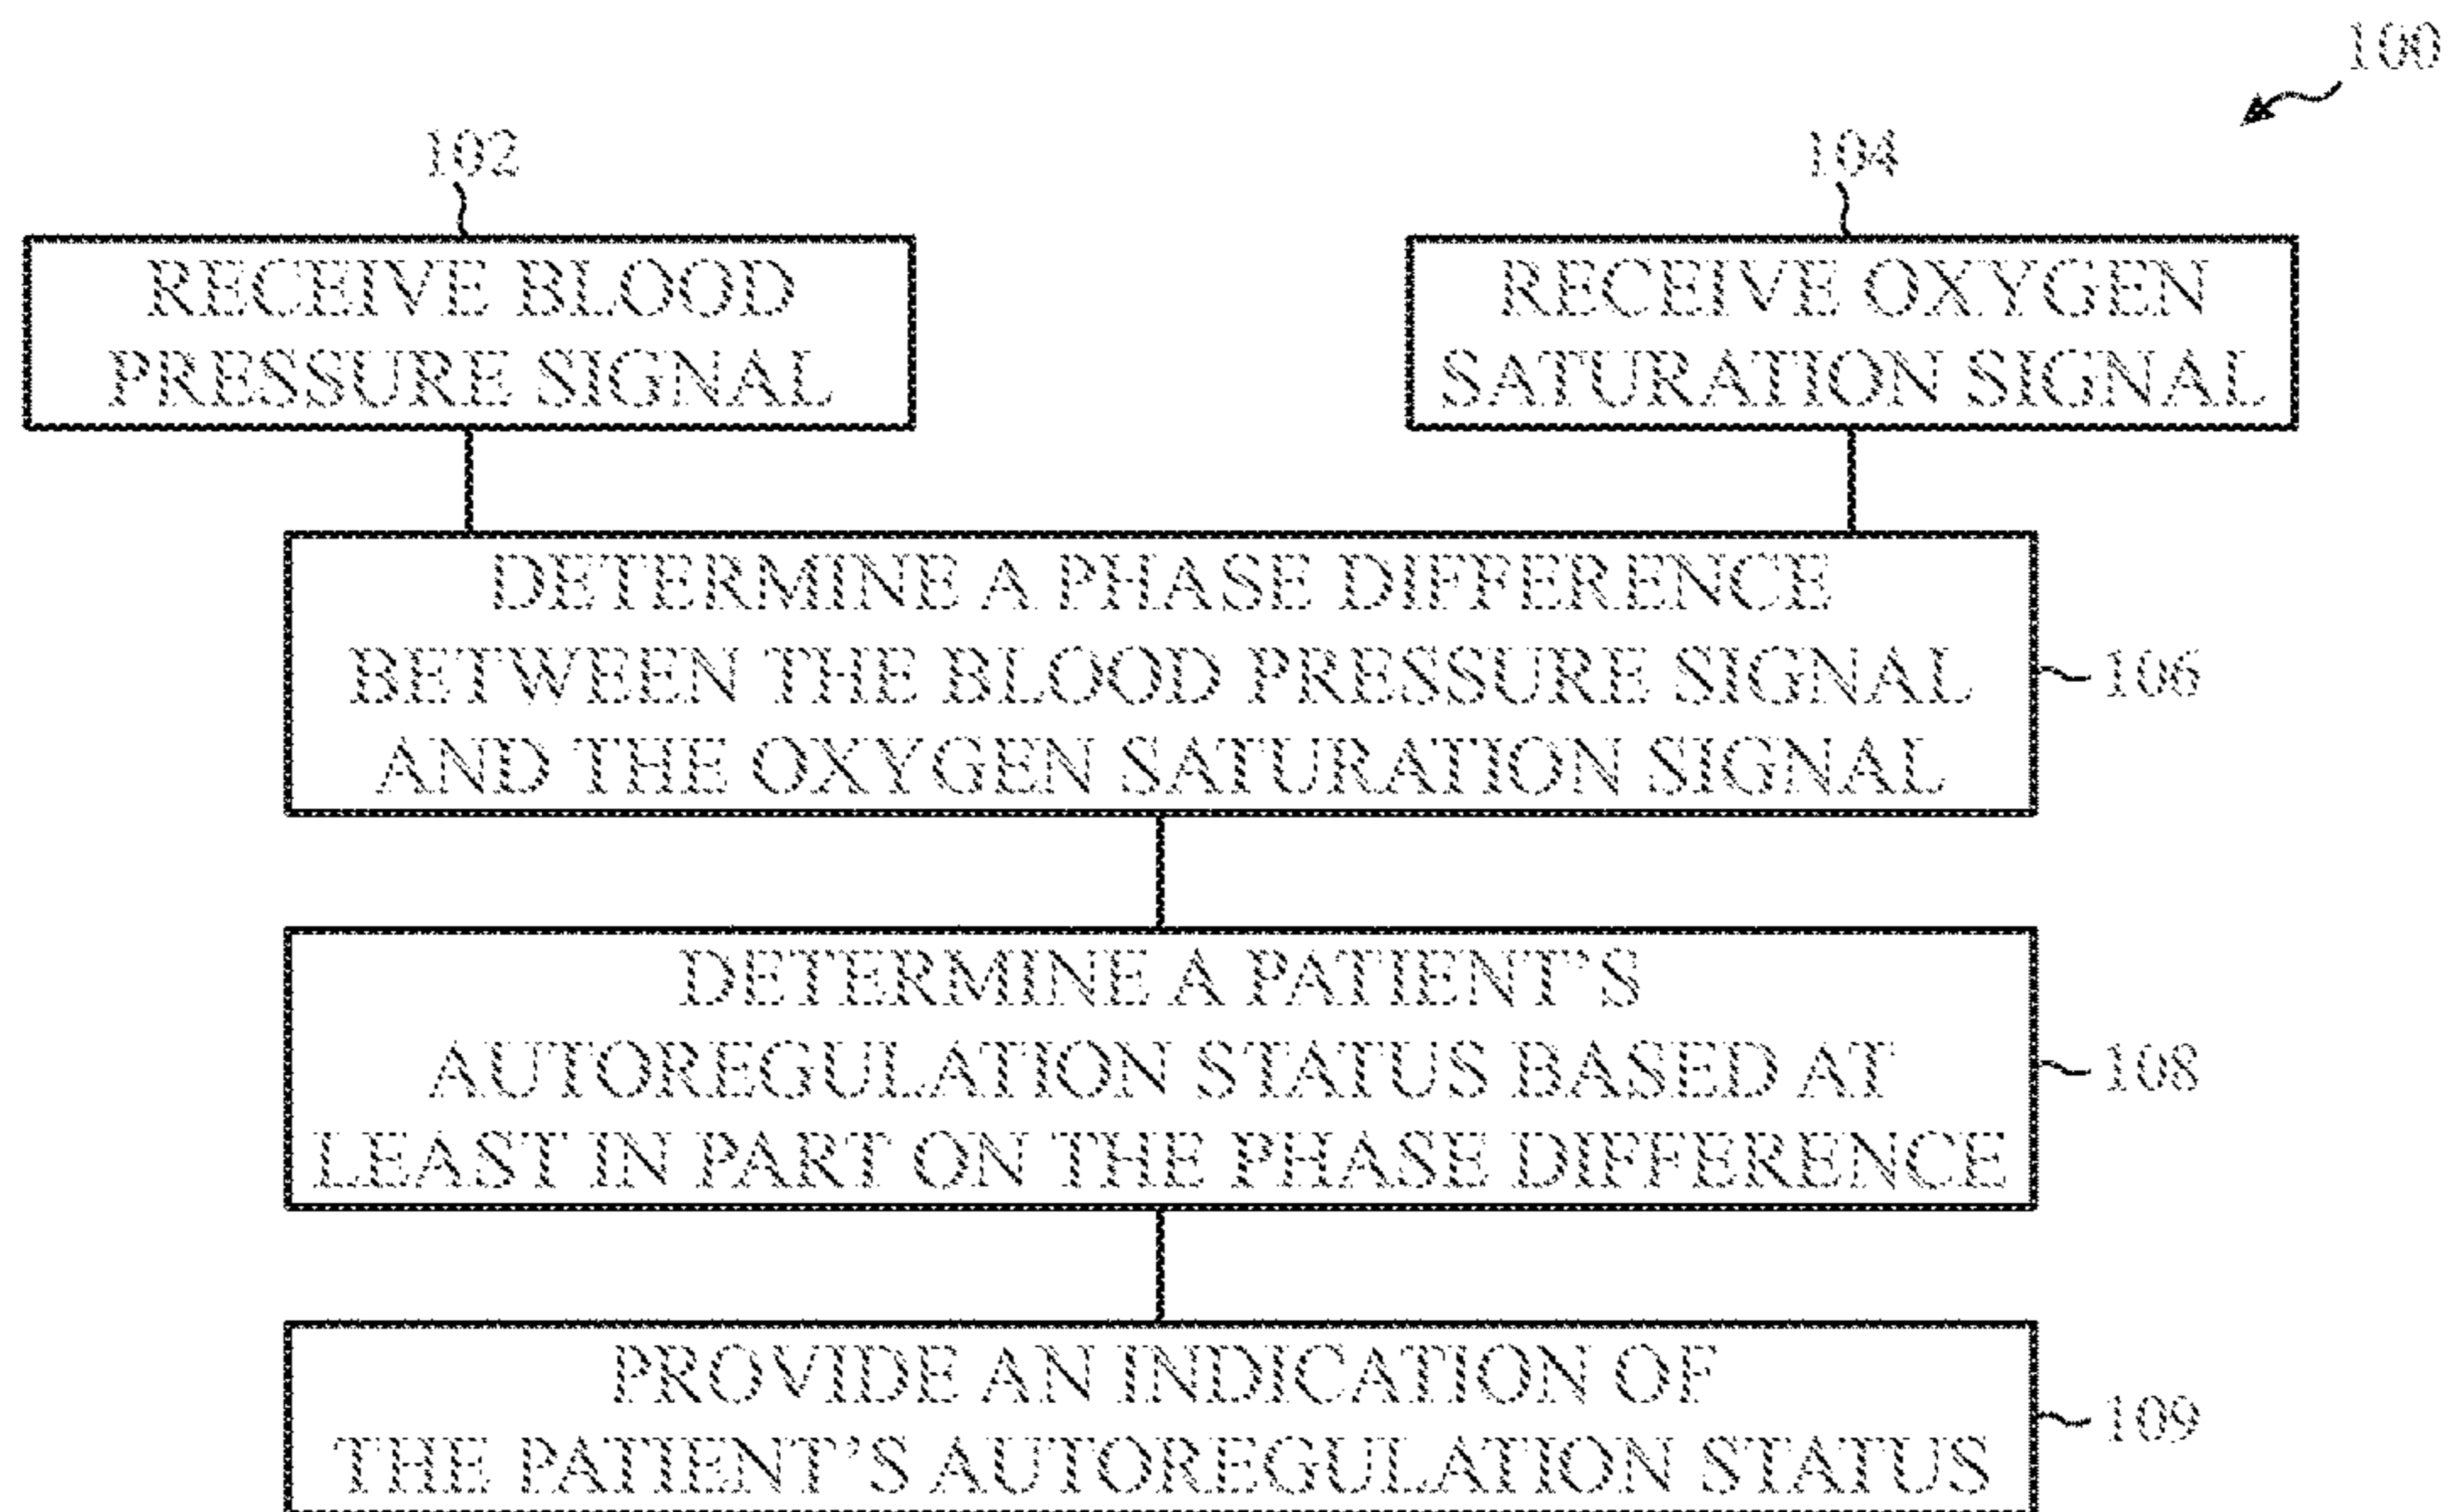 100
102
104
RECEIVE BLOOD
PRESSURE SIGNAL
RECEIVE OXYGEN
SATURATION SIGNAL
DETERMINE A PHASE DIFFERENCE
BETWEEN THE BLOOD PRESSURE SIGNAL
AND THE OXYGEN SATURATION SIGNAL
106
DETERMINE A PATIENT'S
AUTOREGULATION STATUS BASED AT
LEAST IN PART ON THE PHASE DIFFERENCE
108
PROVIDE AN INDICATION OF
THE PATIENT'S AUTOREGULATION STATUS
109